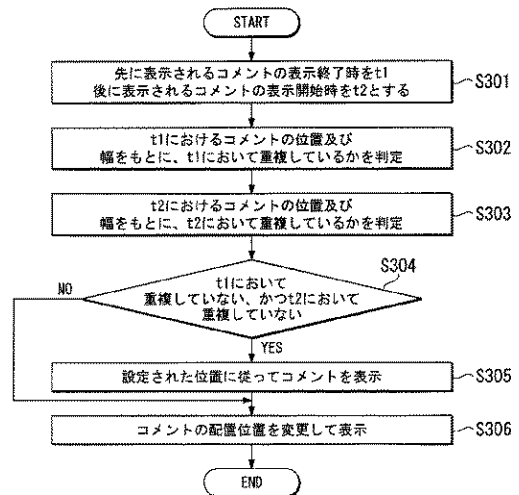 START
先に表示されるコメントの表示終了時をt1
後に表示されるコメントの表示開始時をt2とする
S301
t1におけるコメントの位置及び
幅をもとに、t1において重複しているかを判定
S302
t2におけるコメントの位置及び
幅をもとに、t2において重複しているかを判定
S303
S304
t1において
重複していない、かつt2において
重複していない
NO
YES
設定された位置に従ってコメントを表示
S305
コメントの配置位置を変更して表示
S306
END